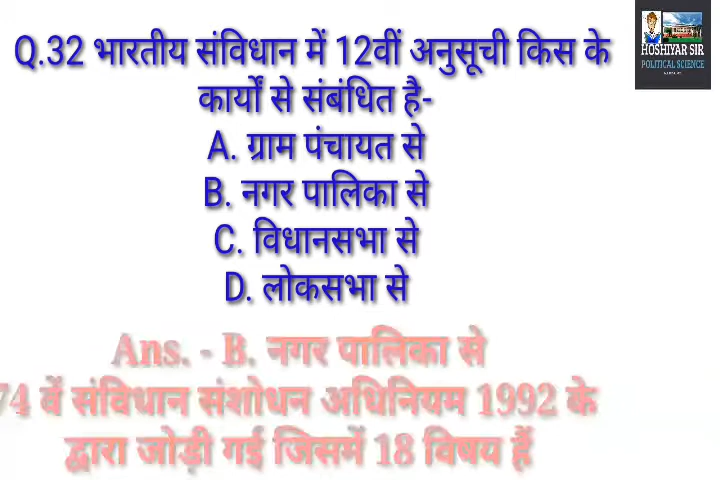 Q.32 भारतीय संविधान में 12वीं अनुसूची किस के
कार्यों से संबंधित है-
A. ग्राम पंचायत से
B. नगर पालिका से
C. विधानसभा से
D. लोकसभा से
Ans. - B. नगर पालिका से
74 वें संविधान संशोधन अधिनियम 1992 के
द्वारा जोड़ी गई जिसमें 18 विषय हैं
HOSHIYAR SIR
POLITICAL SCIENCE